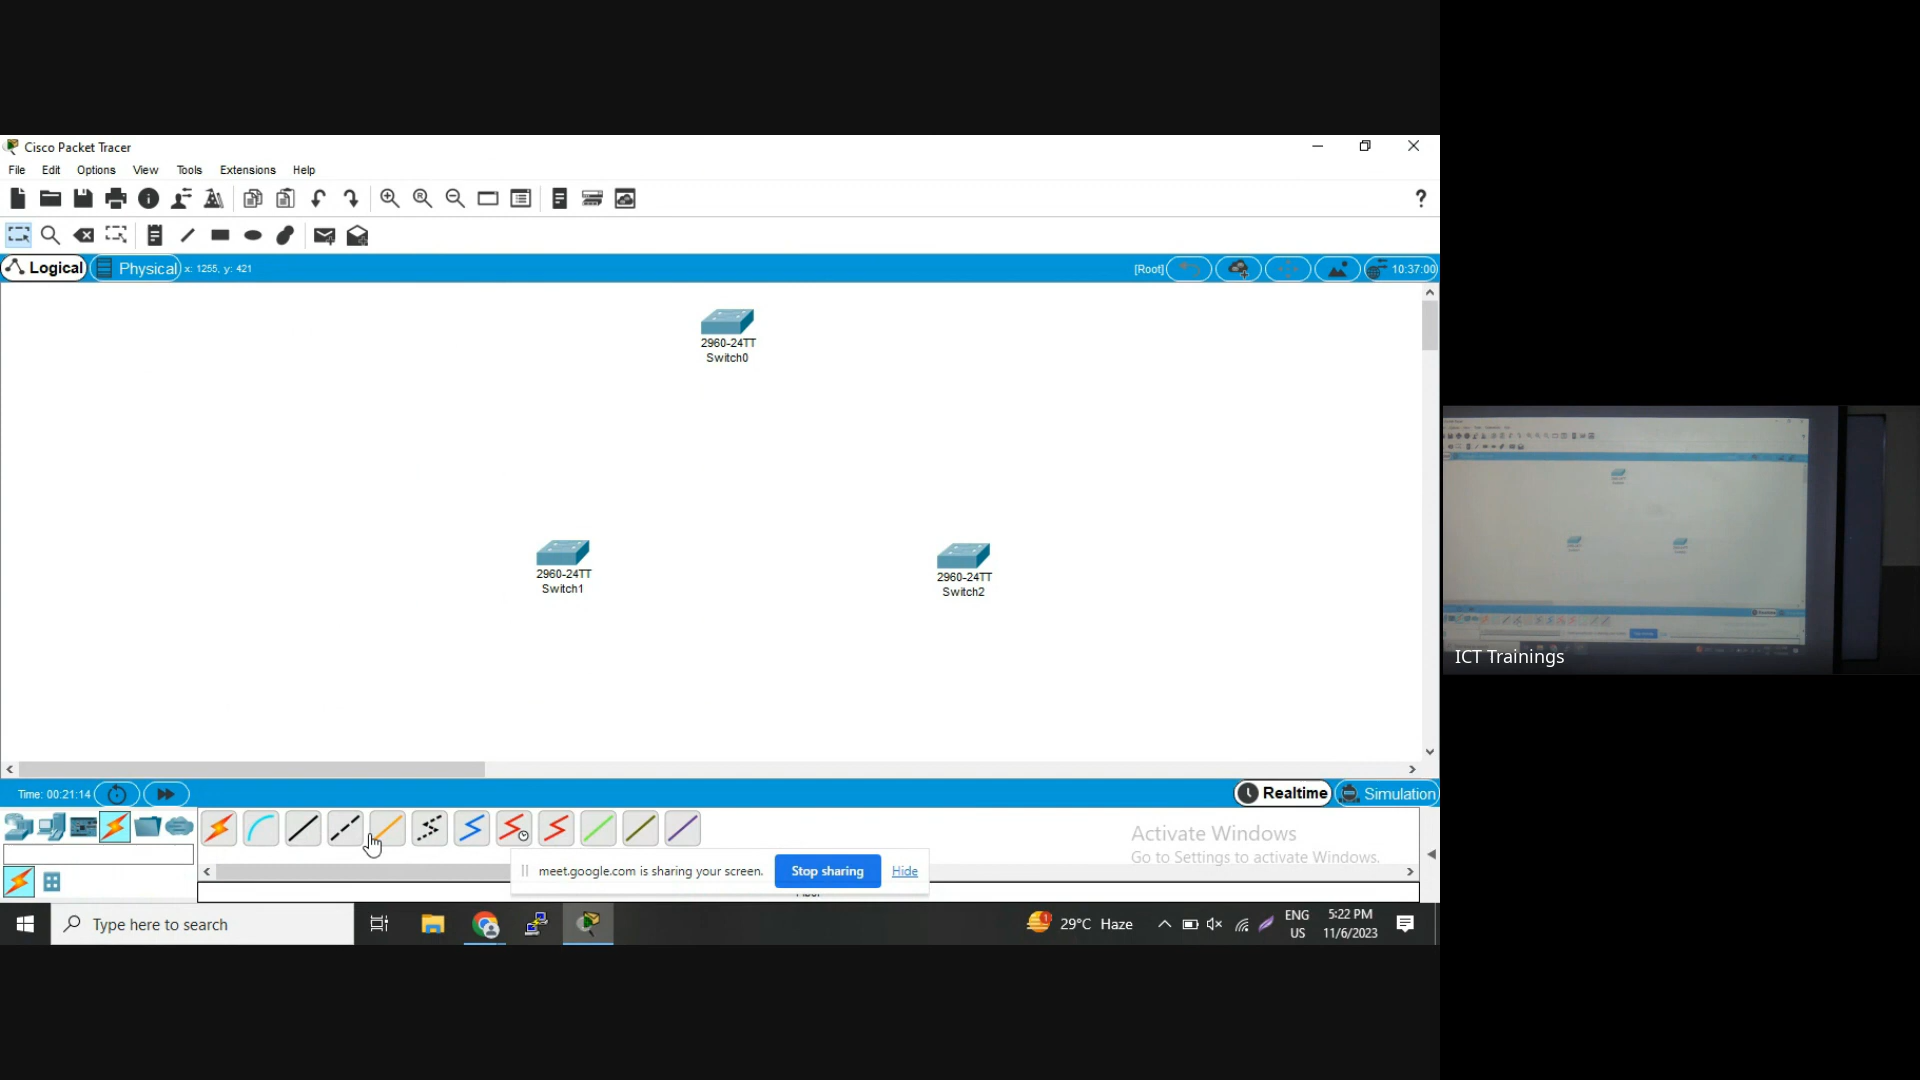 Cisco Packet Tracer
File Edit Options View Tools Extensions Help
?
Logical Physical x: 1255, y: 421 [Root] 10:37:00
2960-24TT
Switch0
2960-24TT
Switch1
2960-24TT
Switch2
ICT Trainings
Time: 00:21:14 Realtime Simulation
Activate Windows
Go to Settings to activate Windows.
meet.google.com is sharing your screen. Stop sharing Hide
Type here to search
1 29°C Haze
ENG
US
5:22 PM
11/6/2023